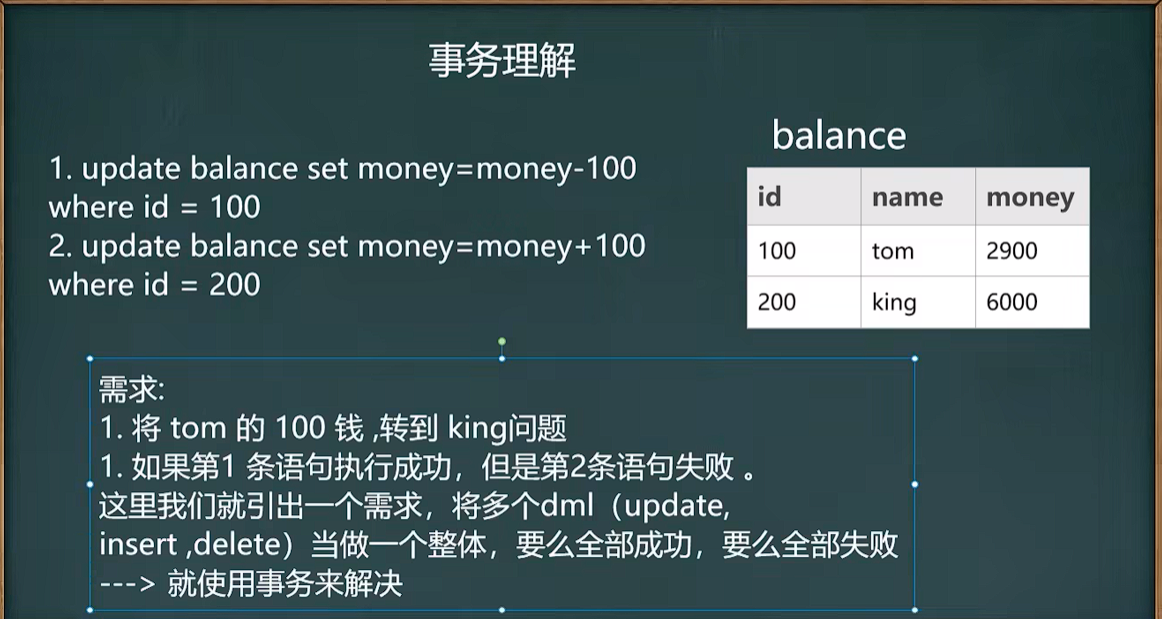 事务理解
1. update balance set money=money-100
where id = 100
2. update balance set money=money+100
where id = 200
balance
id name money
100 tom 2900
200 king 6000
需求:
1. 将 tom 的 100 钱 ,转到 king问题
1. 如果第1 条语句执行成功，但是第2条语句失败 。
这里我们就引出一个需求，将多个dml（update,
insert ,delete）当做一个整体，要么全部成功，要么全部失败
---> 就使用事务来解决